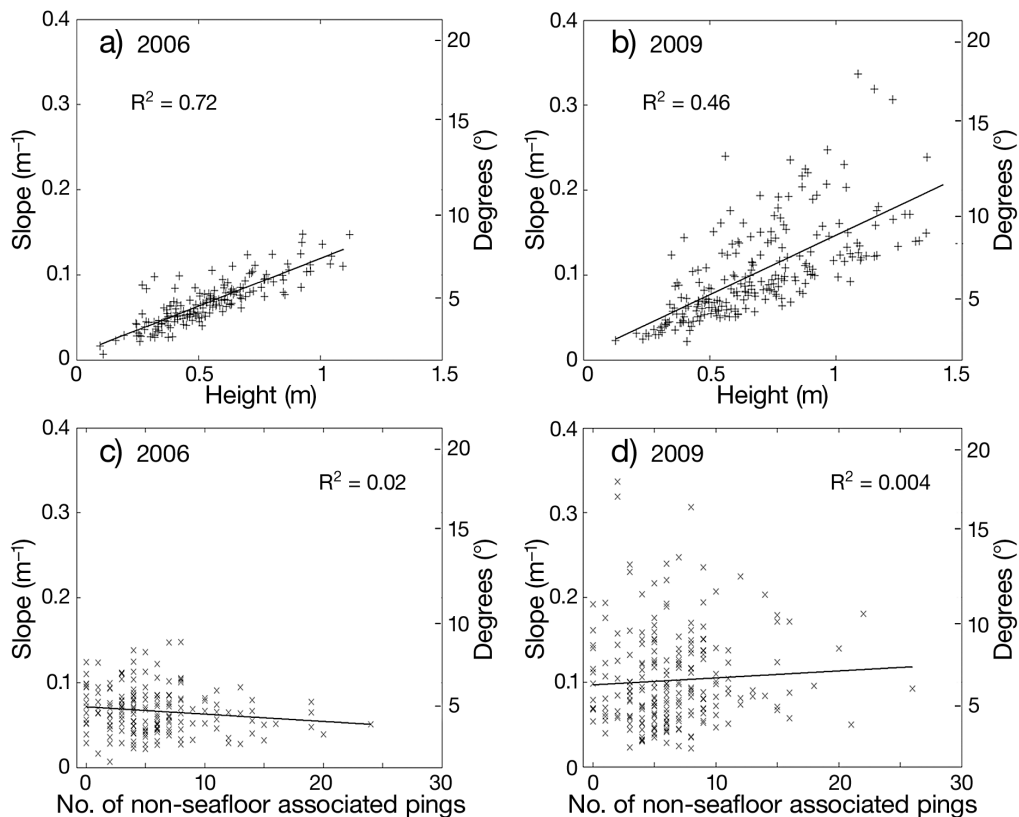 a) 2006
R² = 0.72
0.4
0.3
0.2
0.1
0
Slope (m⁻¹)
20
15
10
5
Degrees (°)
0
0.5
1
1.5
Height (m)
b) 2009
R² = 0.46
0.4
0.3
0.2
0.1
0
Slope (m⁻¹)
20
15
10
5
Degrees (°)
0
0.5
1
1.5
Height (m)
c) 2006
R² = 0.02
0.4
0.3
0.2
0.1
0
Slope (m⁻¹)
20
15
10
5
Degrees (°)
0
10
20
30
No. of non-seafloor associated pings
d) 2009
R² = 0.004
0.4
0.3
0.2
0.1
0
Slope (m⁻¹)
20
15
10
5
Degrees (°)
0
10
20
30
No. of non-seafloor associated pings